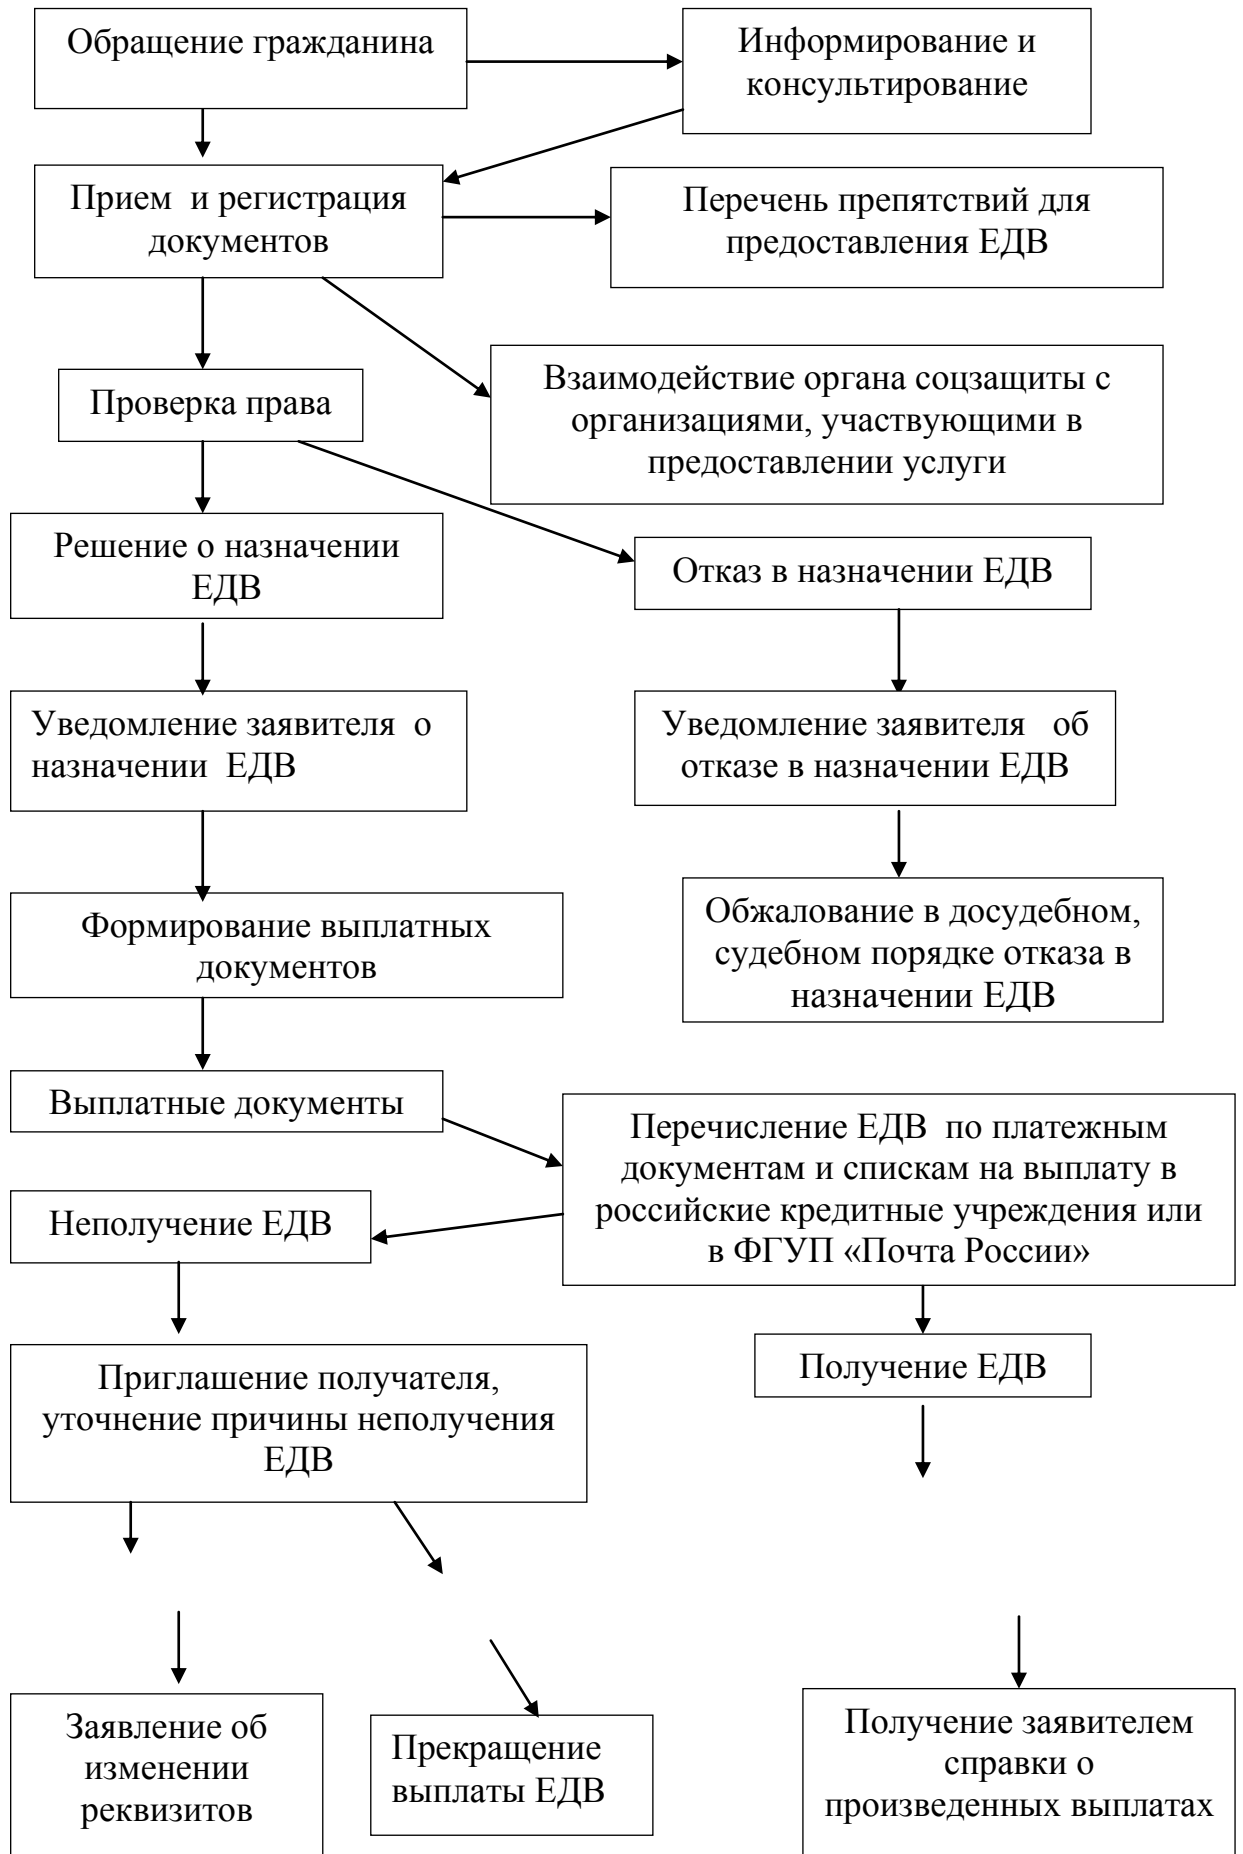 Обращение гражданина
Информирование и
консультирование
Прием и регистрация
документов
Перечень препятствий для
предоставления ЕДВ
Взаимодействие органа соцзащиты с
организациями, участвующими в
предоставлении услуги
Проверка права
Решение о назначении
ЕДВ
Отказ в назначении ЕДВ
Уведомление заявителя о
назначении ЕДВ
Уведомление заявителя об
отказе в назначении ЕДВ
Формирование выплатных
документов
Обжалование в досудебном,
судебном порядке отказа в
назначении ЕДВ
Выплатные документы
Перечисление ЕДВ по платежным
документам и спискам на выплату в
российские кредитные учреждения или
в ФГУП «Почта России»
Неполучение ЕДВ
Получение ЕДВ
Приглашение получателя,
уточнение причины неполучения
ЕДВ
Заявление об
изменении
реквизитов
Прекращение
выплаты ЕДВ
Получение заявителем
справки о
произведенных выплатах